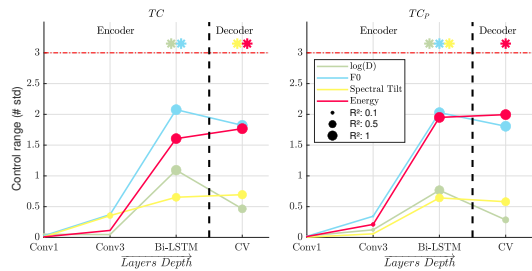 TC
Encoder
Decoder
3
2.5
2
1.5
1
0.5
0
Control range (# std)
Conv1
Conv3
Bi-LSTM
CV
Layers Depth
TC_P
Encoder
Decoder
log(D)
F0
Spectral Tilt
Energy
R²: 0.1
R²: 0.5
R²: 1
3
2.5
2
1.5
1
0.5
0
Conv1
Conv3
Bi-LSTM
CV
Layers Depth